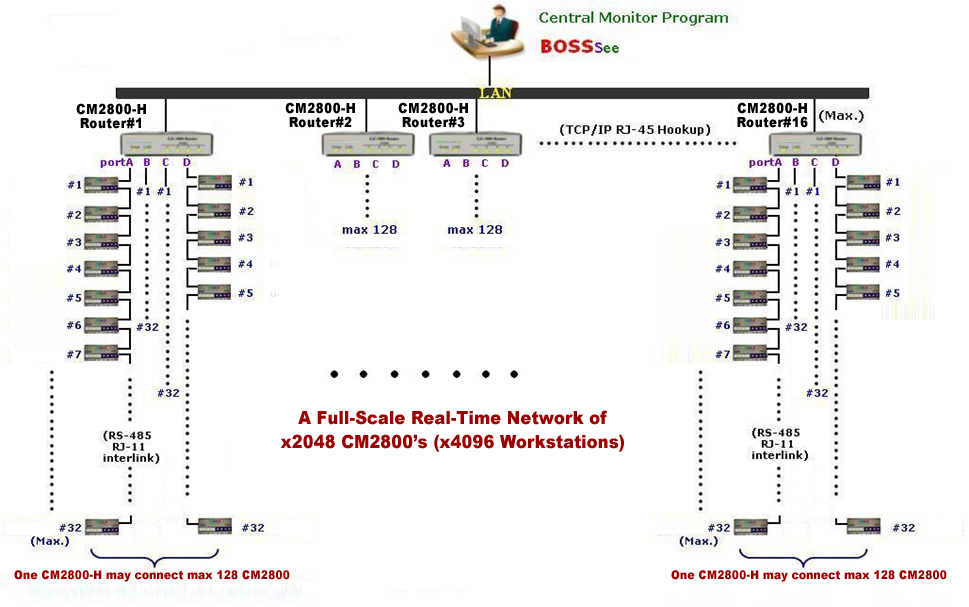 Central Monitor Program
BOSSSee
LAN
CM2800-H
Router#1
CM2800-H
Router#2
CM2800-H
Router#3
(TCP/IP RJ-45 Hookup)
CM2800-H
Router#16
(Max.)
portA B C D
A B C D
A B C D
portA B C D
#1
#2
#3
#4
#5
#6
#7
#1 #1
#32
#32
#1
#2
#3
#4
#5
max 128
max 128
#1
#2
#3
#4
#5
#6
#7
#1 #1
#32
#32
#1
#2
#3
#4
#5
A Full-Scale Real-Time Network of
x2048 CM2800's (x4096 Workstations)
(RS-485
RJ-11
interlink)
(RS-485
RJ-11
interlink)
#32
(Max.)
#32
#32
(Max.)
#32
One CM2800-H may connect max 128 CM2800
One CM2800-H may connect max 128 CM2800